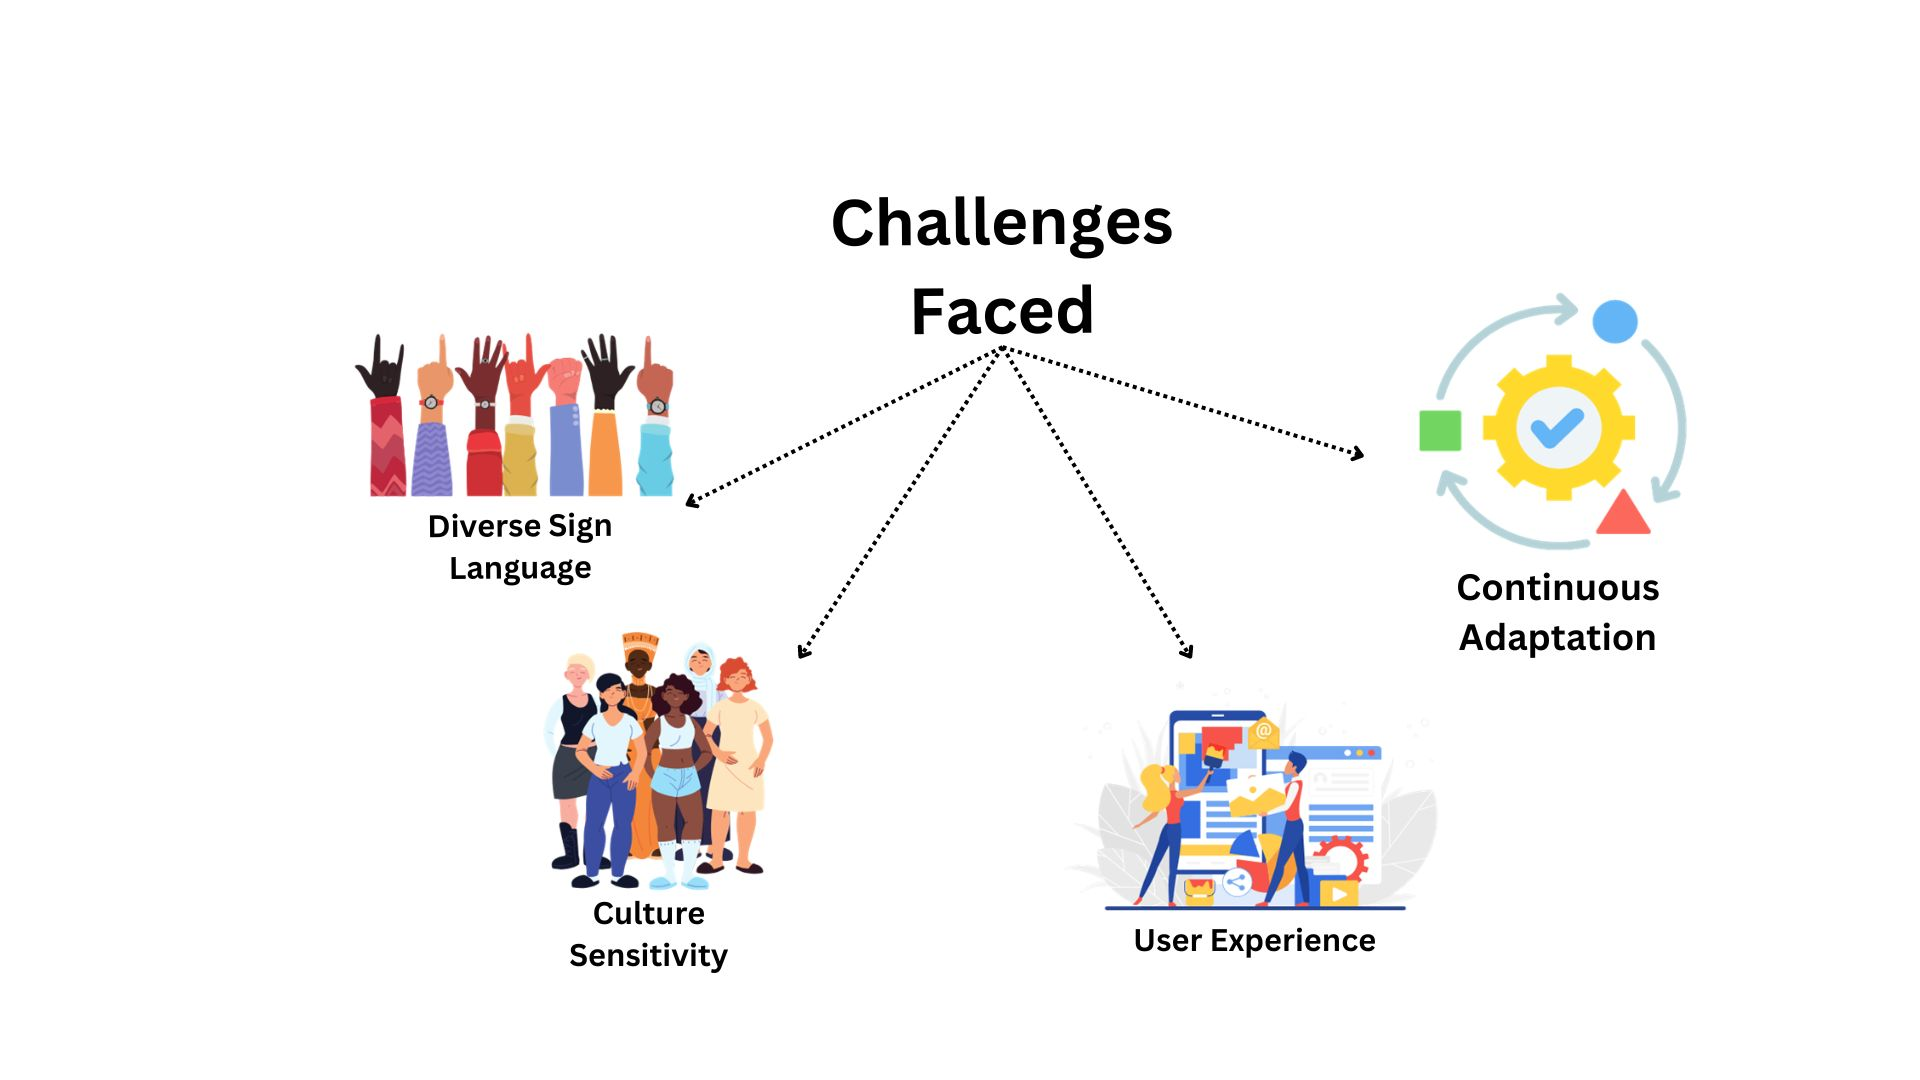 Challenges
Faced
Diverse Sign
Language
Continuous
Adaptation
Culture
Sensitivity
User Experience
@